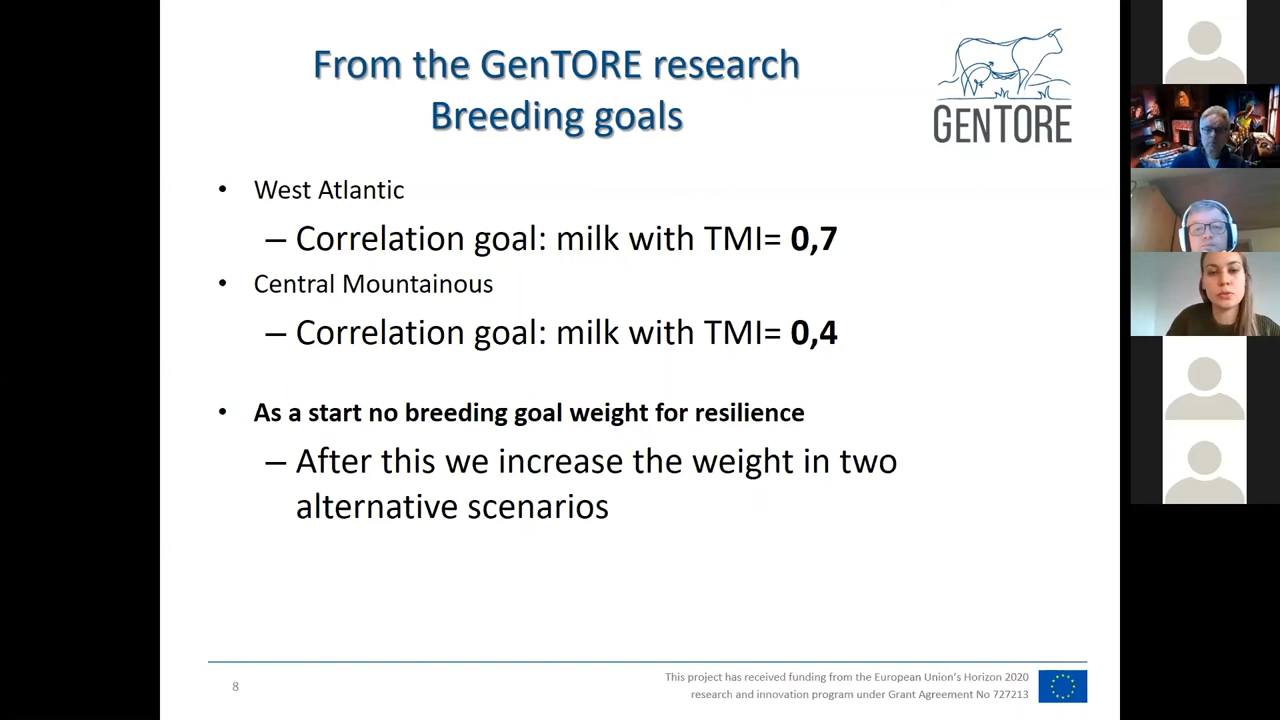 From the GenTORE research
Breeding goals
GENTORE
• West Atlantic
– Correlation goal: milk with TMI= 0,7
• Central Mountainous
– Correlation goal: milk with TMI= 0,4
• As a start no breeding goal weight for resilience
– After this we increase the weight in two
alternative scenarios
8
This project has received funding from the European Union's Horizon 2020
research and innovation program under Grant Agreement No 727213